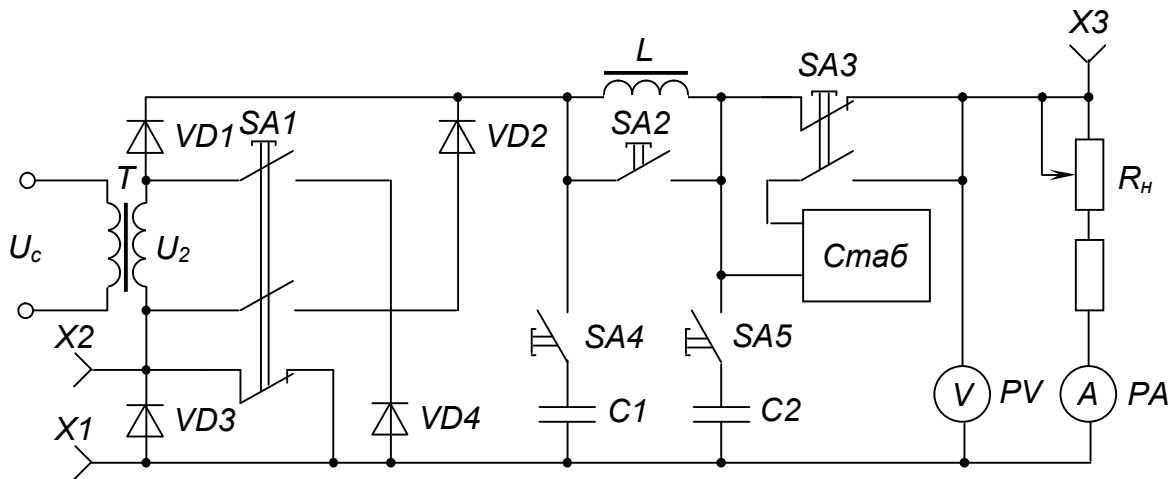 X3
L
SA3
VD1
SA1
VD2
SA2
T
Rн
Uс
U2
Стаб
X2
SA4
SA5
X1
VD3
VD4
C1
C2
V
PV
A
PA